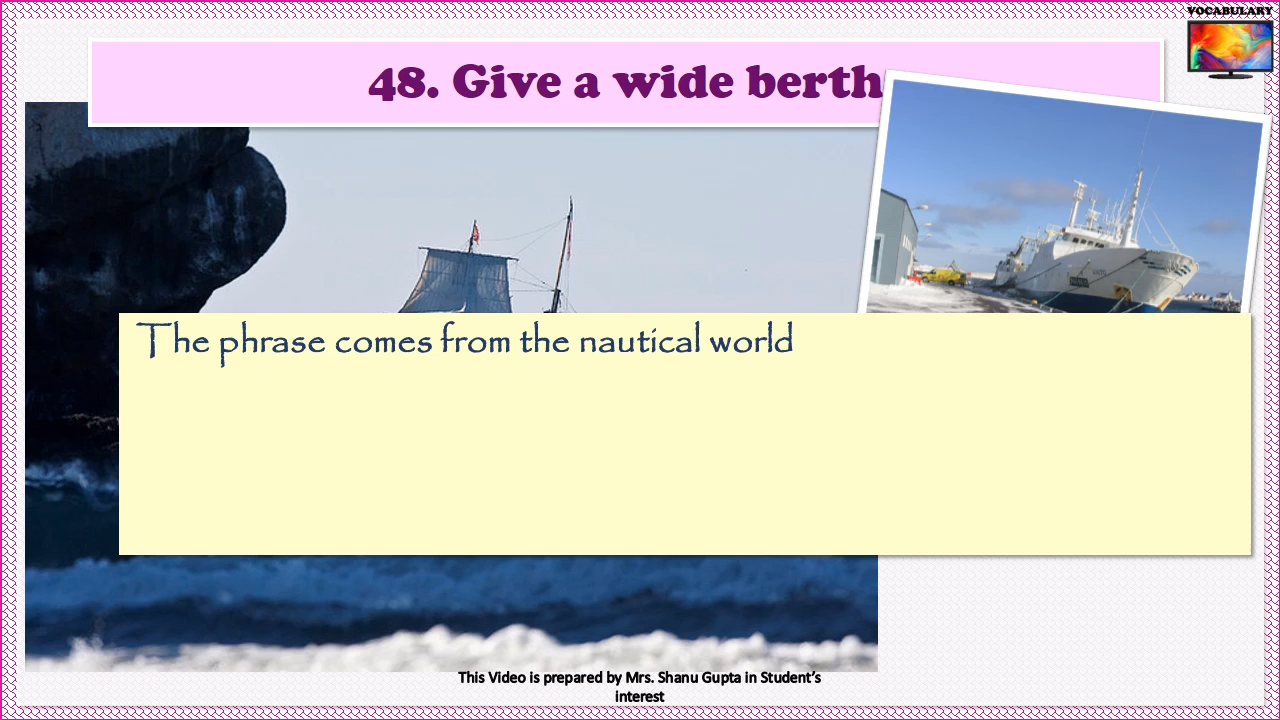 VOCABULARY
48. Give a wide berth
The phrase comes from the nautical world
This Video is prepared by Mrs. Shanu Gupta in Student’s
interest